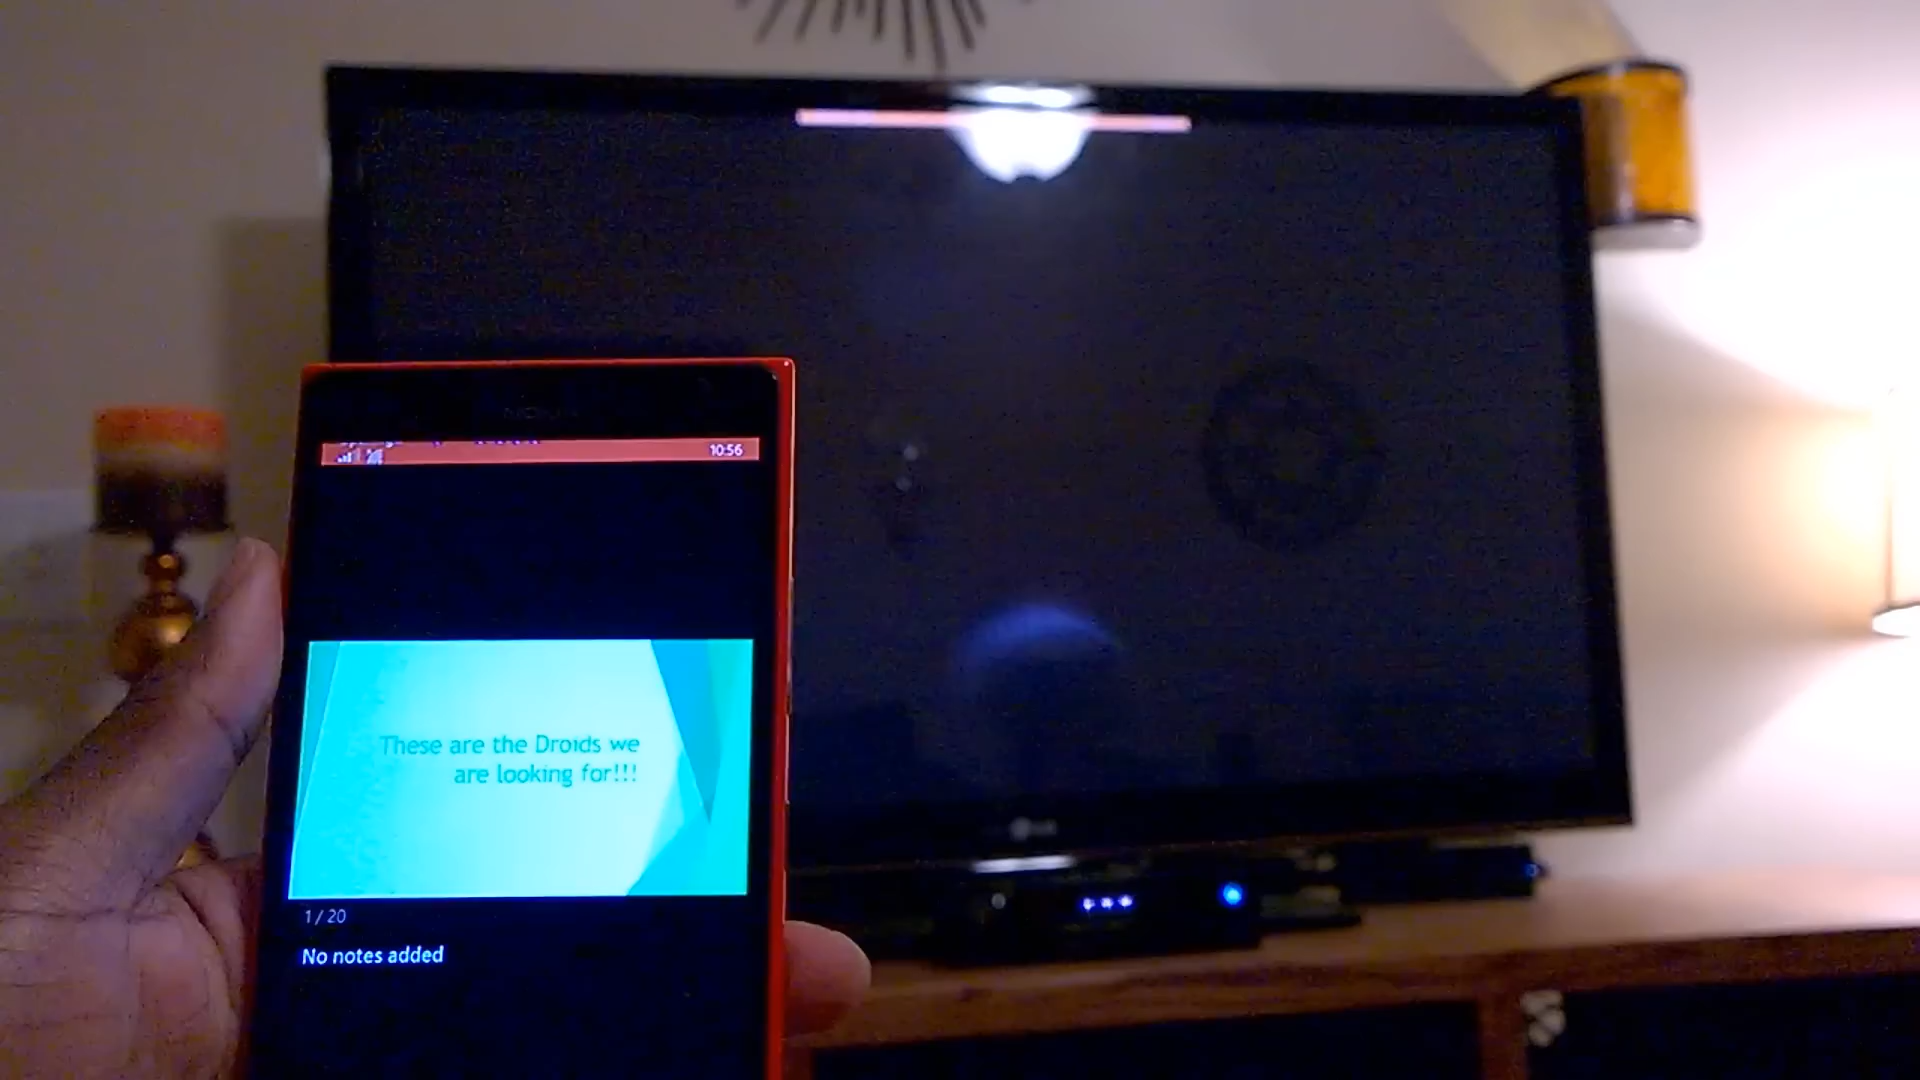 10:56
These are the Droids we
are looking for!!!
1 / 20
No notes added